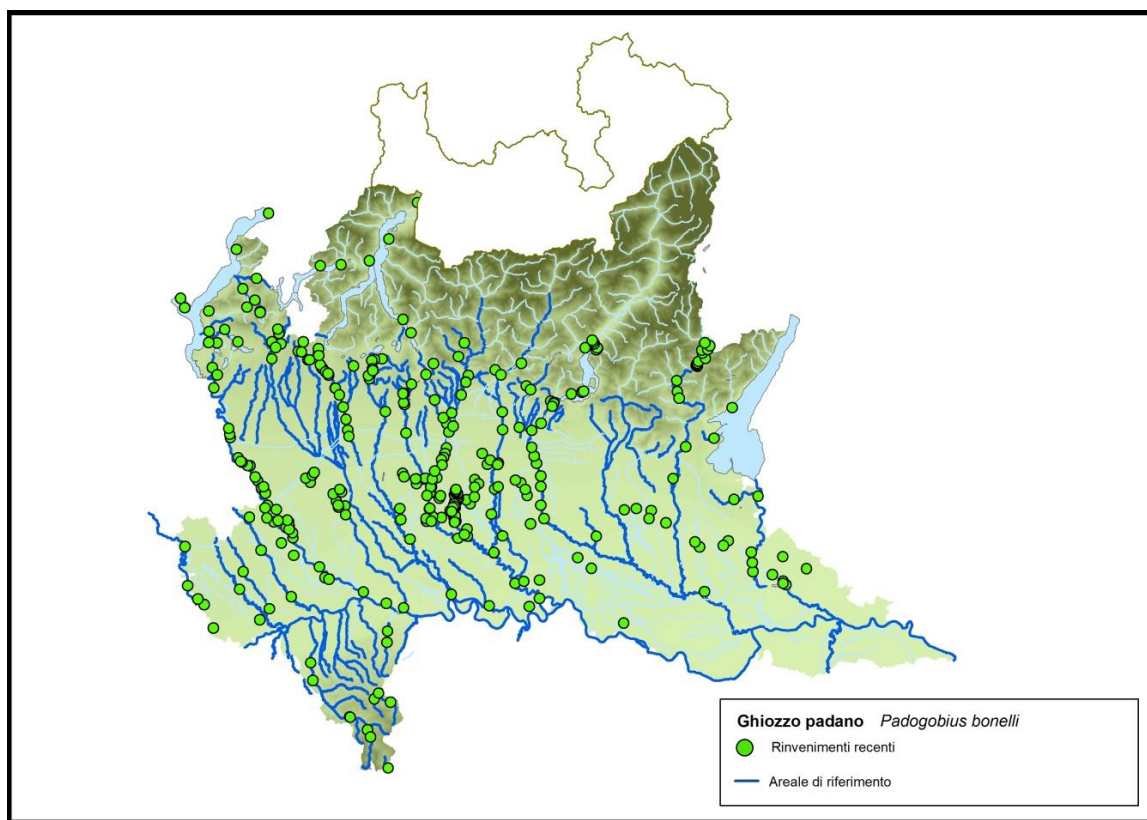 Ghiozzo padano Padogobius bonelli
Rinvenimenti recenti
Areale di riferimento